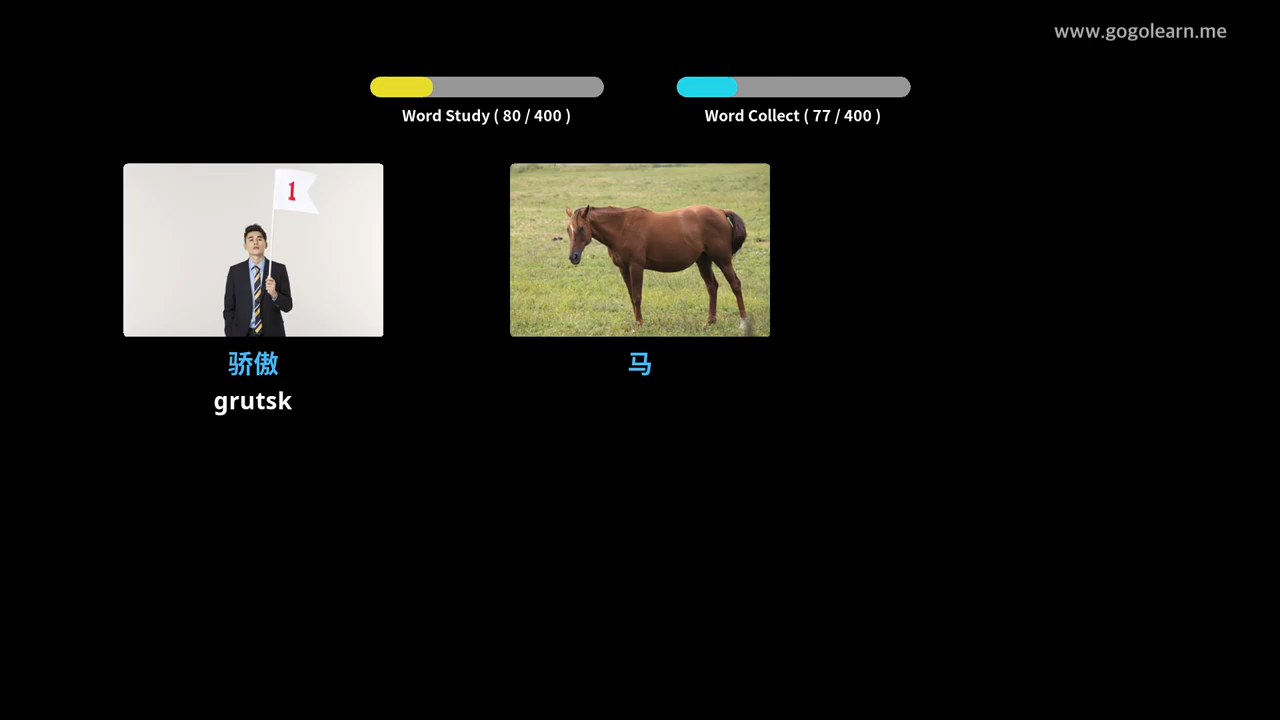 www.gogolearn.me
Word Study ( 80 / 400 )
Word Collect ( 77 / 400 )
1
骄傲
grutsk
马